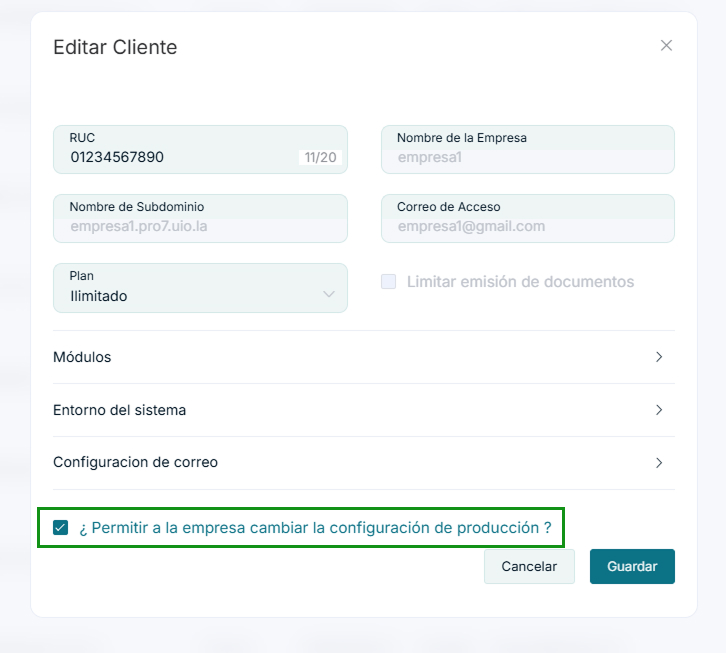 Editar Cliente
RUC
01234567890
11/20
Nombre de la Empresa
empresa1
Nombre de Subdominio
empresa1.pro7.uio.la
Correo de Acceso
empresa1@gmail.com
Plan
Ilimitado
Limitar emisión de documentos
Módulos
Entorno del sistema
Configuracion de correo
¿ Permitir a la empresa cambiar la configuración de producción ?
Cancelar
Guardar